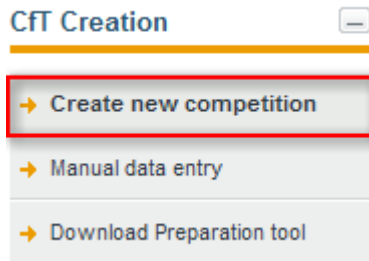 CfT Creation
Create new competition
Manual data entry
Download Preparation tool